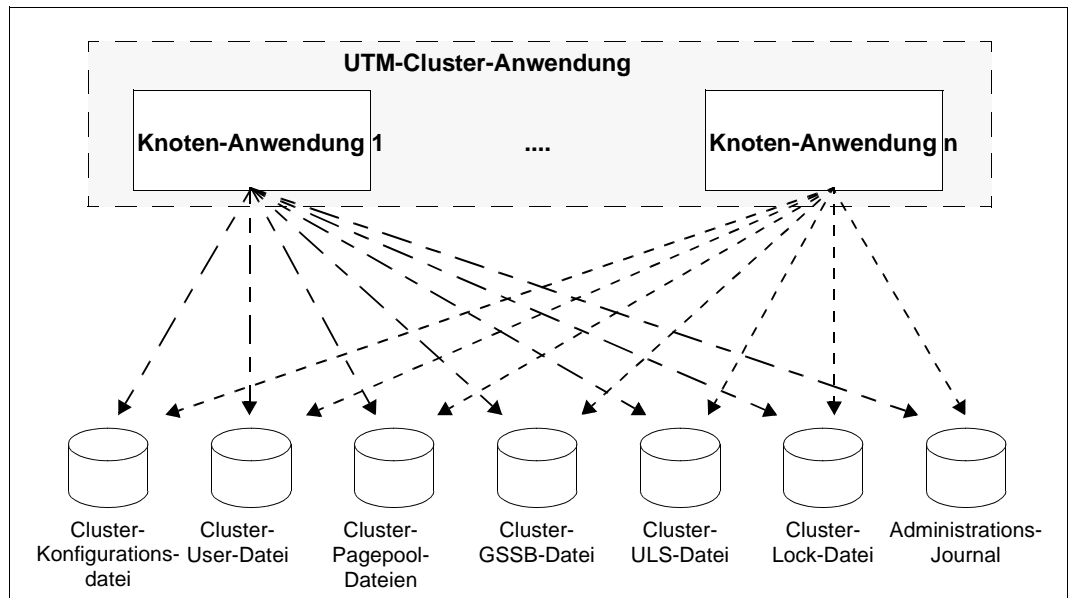 UTM-Cluster-Anwendung
Knoten-Anwendung 1
....
Knoten-Anwendung n
Cluster-
Konfigurations-
datei
Cluster-
User-Datei
Cluster-
Pagepool-
Dateien
Cluster-
GSSB-Datei
Cluster-
ULS-Datei
Cluster-
Lock-Datei
Administrations-
Journal